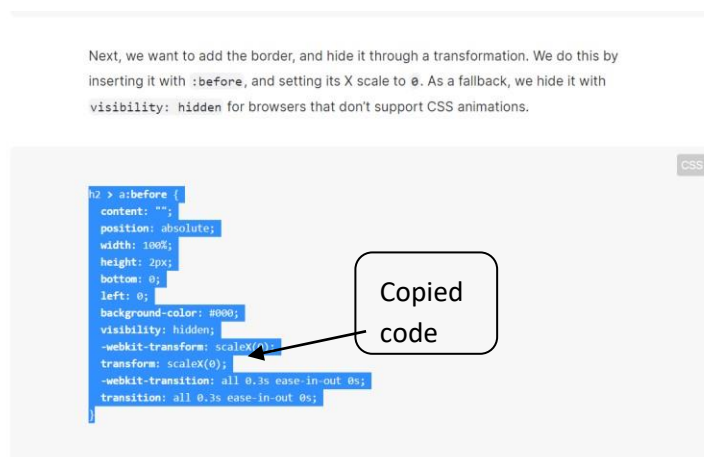 Next, we want to add the border, and hide it through a transformation. We do this by
inserting it with :before, and setting its X scale to 0. As a fallback, we hide it with
visibility: hidden for browsers that don't support CSS animations.
CSS
h2 > a:before {
content: "";
position: absolute;
width: 100%;
height: 2px;
bottom: 0;
left: 0;
background-color: #000;
visibility: hidden;
-webkit-transform: scaleX(0);
transform: scaleX(0);
-webkit-transition: all 0.3s ease-in-out 0s;
transition: all 0.3s ease-in-out 0s;
}
Copied
code